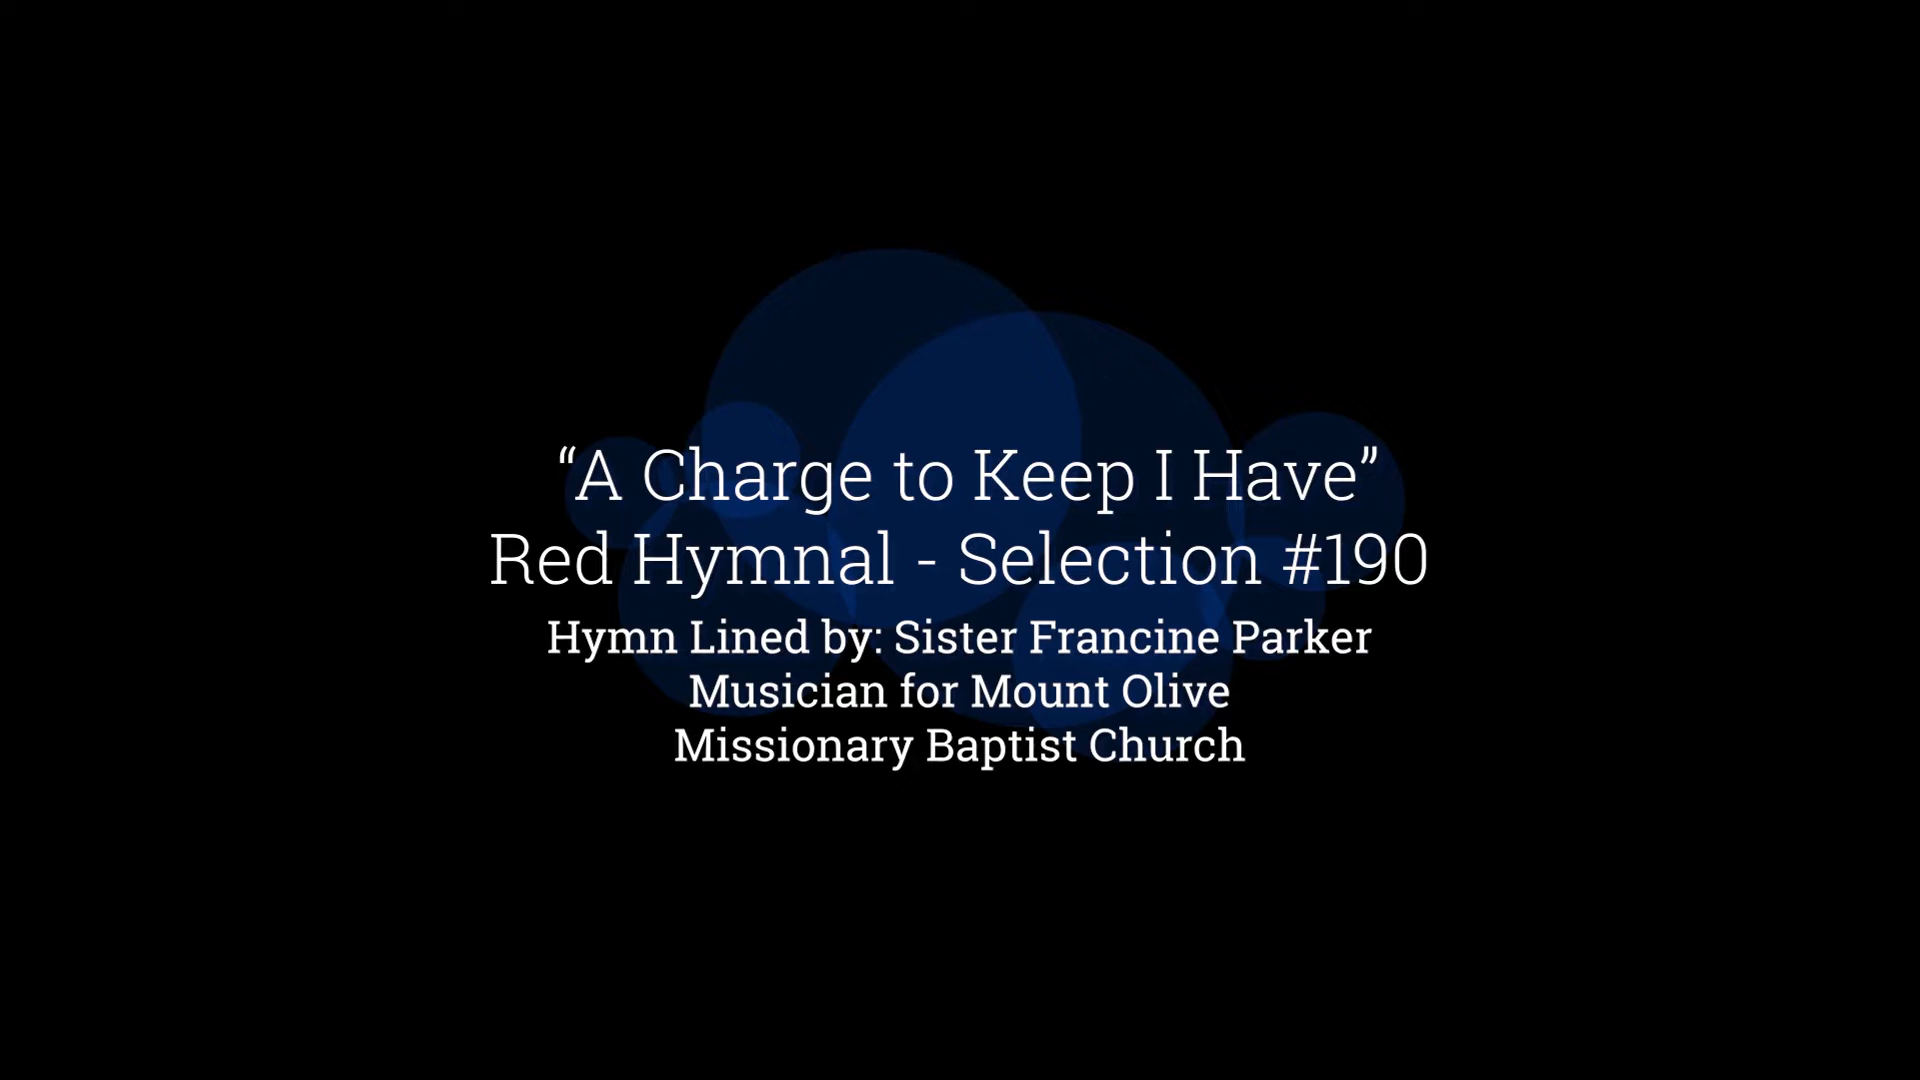 “A Charge to Keep I Have”
Red Hymnal - Selection #190
Hymn Lined by: Sister Francine Parker
Musician for Mount Olive
Missionary Baptist Church